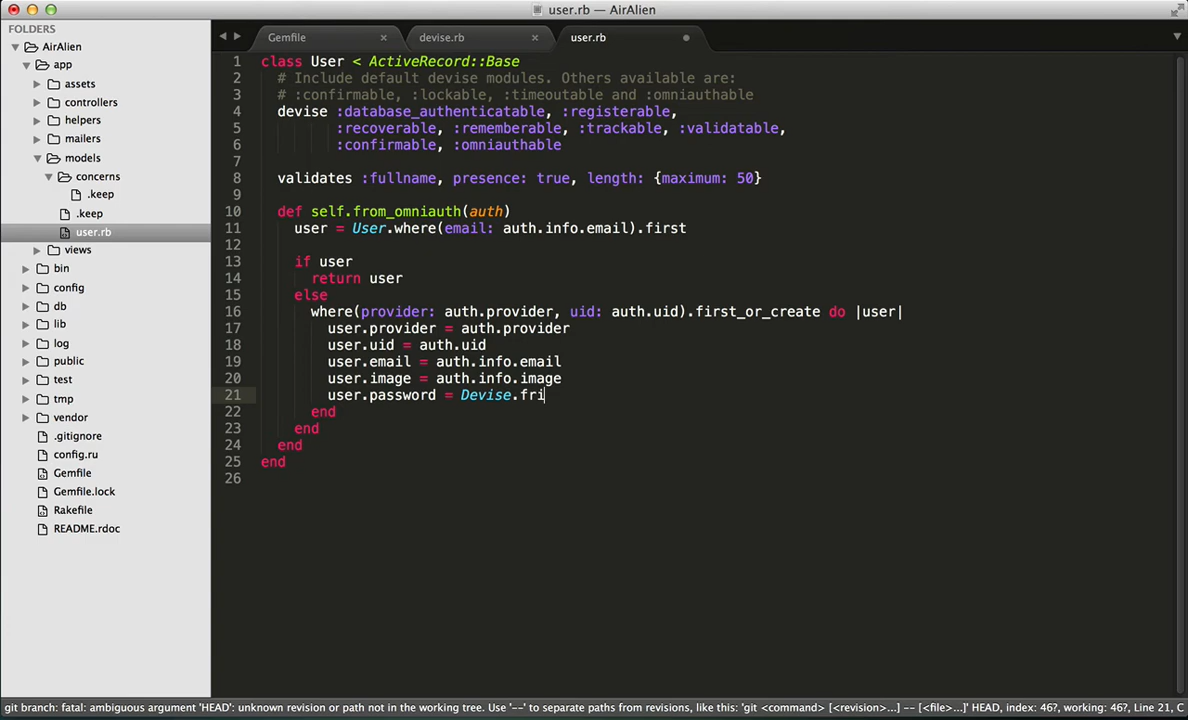 user.rb — AirAlien
FOLDERS
AirAlien
app
assets
controllers
helpers
mailers
models
concerns
.keep
.keep
user.rb
views
bin
config
db
lib
log
public
test
tmp
vendor
.gitignore
config.ru
Gemfile
Gemfile.lock
Rakefile
README.rdoc
Gemfile × devise.rb × user.rb
1 class User < ActiveRecord::Base
2 # Include default devise modules. Others available are:
3 # :confirmable, :lockable, :timeoutable and :omniauthable
4 devise :database_authenticatable, :registerable,
5 :recoverable, :rememberable, :trackable, :validatable,
6 :confirmable, :omniauthable
7
8 validates :fullname, presence: true, length: {maximum: 50}
9
10 def self.from_omniauth(auth)
11 user = User.where(email: auth.info.email).first
12
13 if user
14 return user
15 else
16 where(provider: auth.provider, uid: auth.uid).first_or_create do |user|
17 user.provider = auth.provider
18 user.uid = auth.uid
19 user.email = auth.info.email
20 user.image = auth.info.image
21 user.password = Devise.fri
22 end
23 end
24 end
25 end
26
git branch: fatal: ambiguous argument 'HEAD': unknown revision or path not in the working tree. Use '--' to separate paths from revisions, like this: 'git <command> [<revision>...] -- [<file>...]' HEAD, index: 46?, working: 46?, Line 21, C